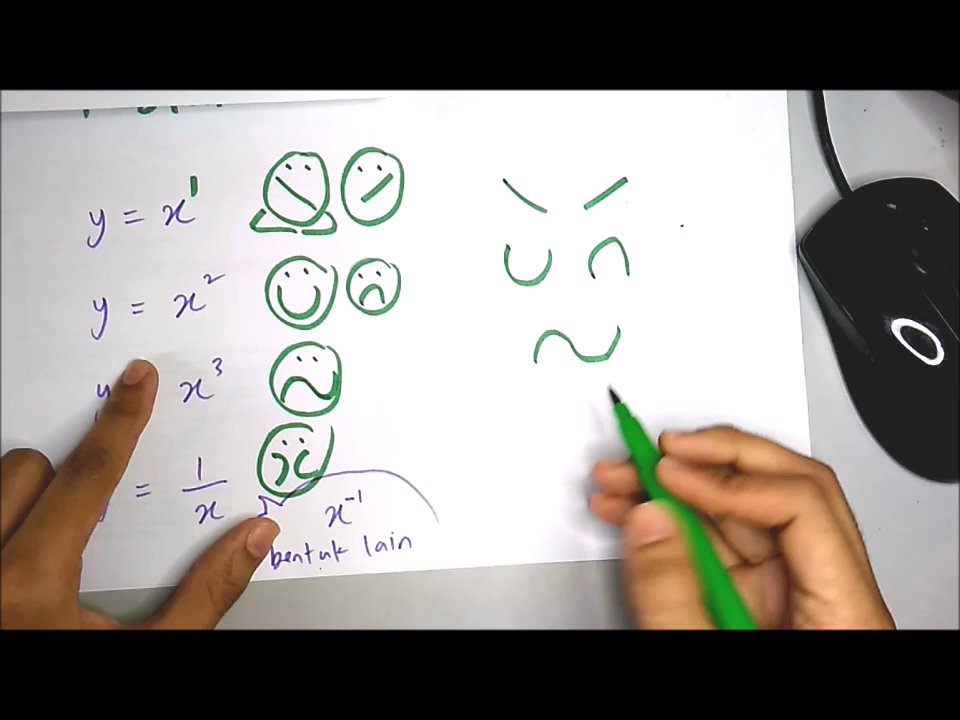 y = x¹
y = x²
y x³
= 1/x
x⁻¹
bentuk lain